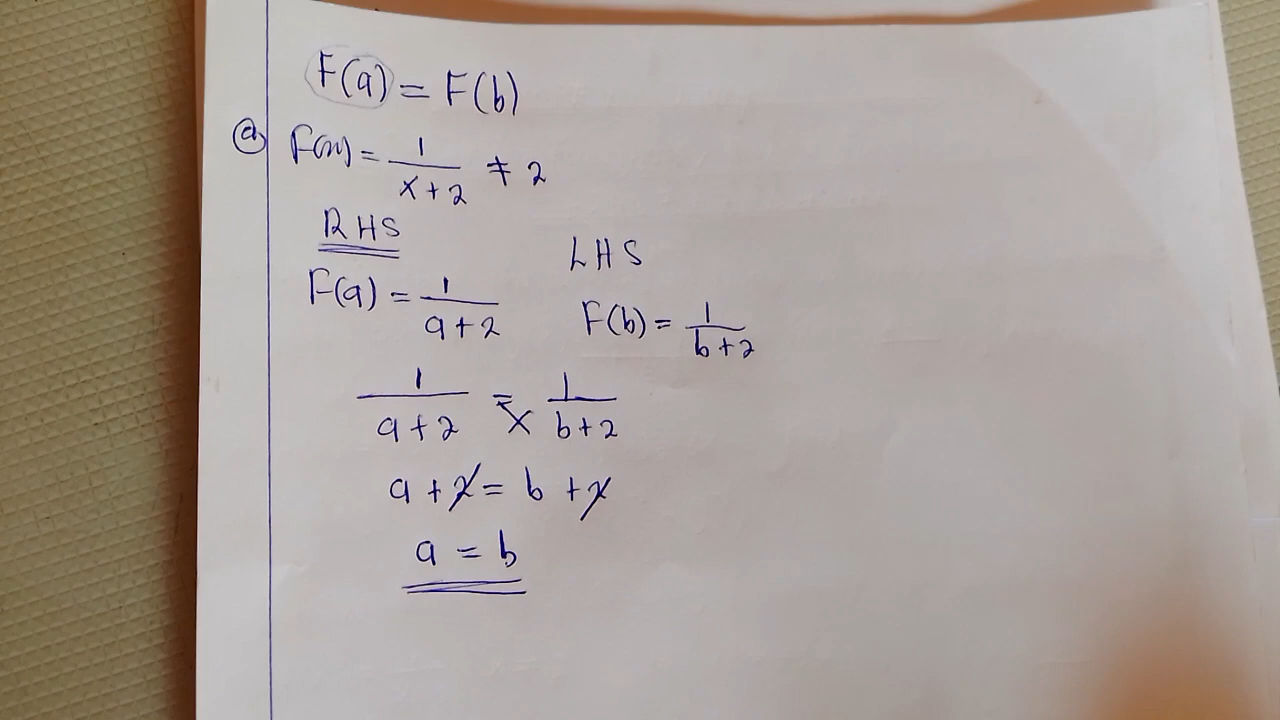 F(a) = F(b)
(a) F(x) = 1/(x+2) ≠ 2
RHS
LHS
F(a) = 1/(a+2)   F(b) = 1/(b+2)
1/(a+2) = 1/(b+2)
a + 2 = b + 2
a = b